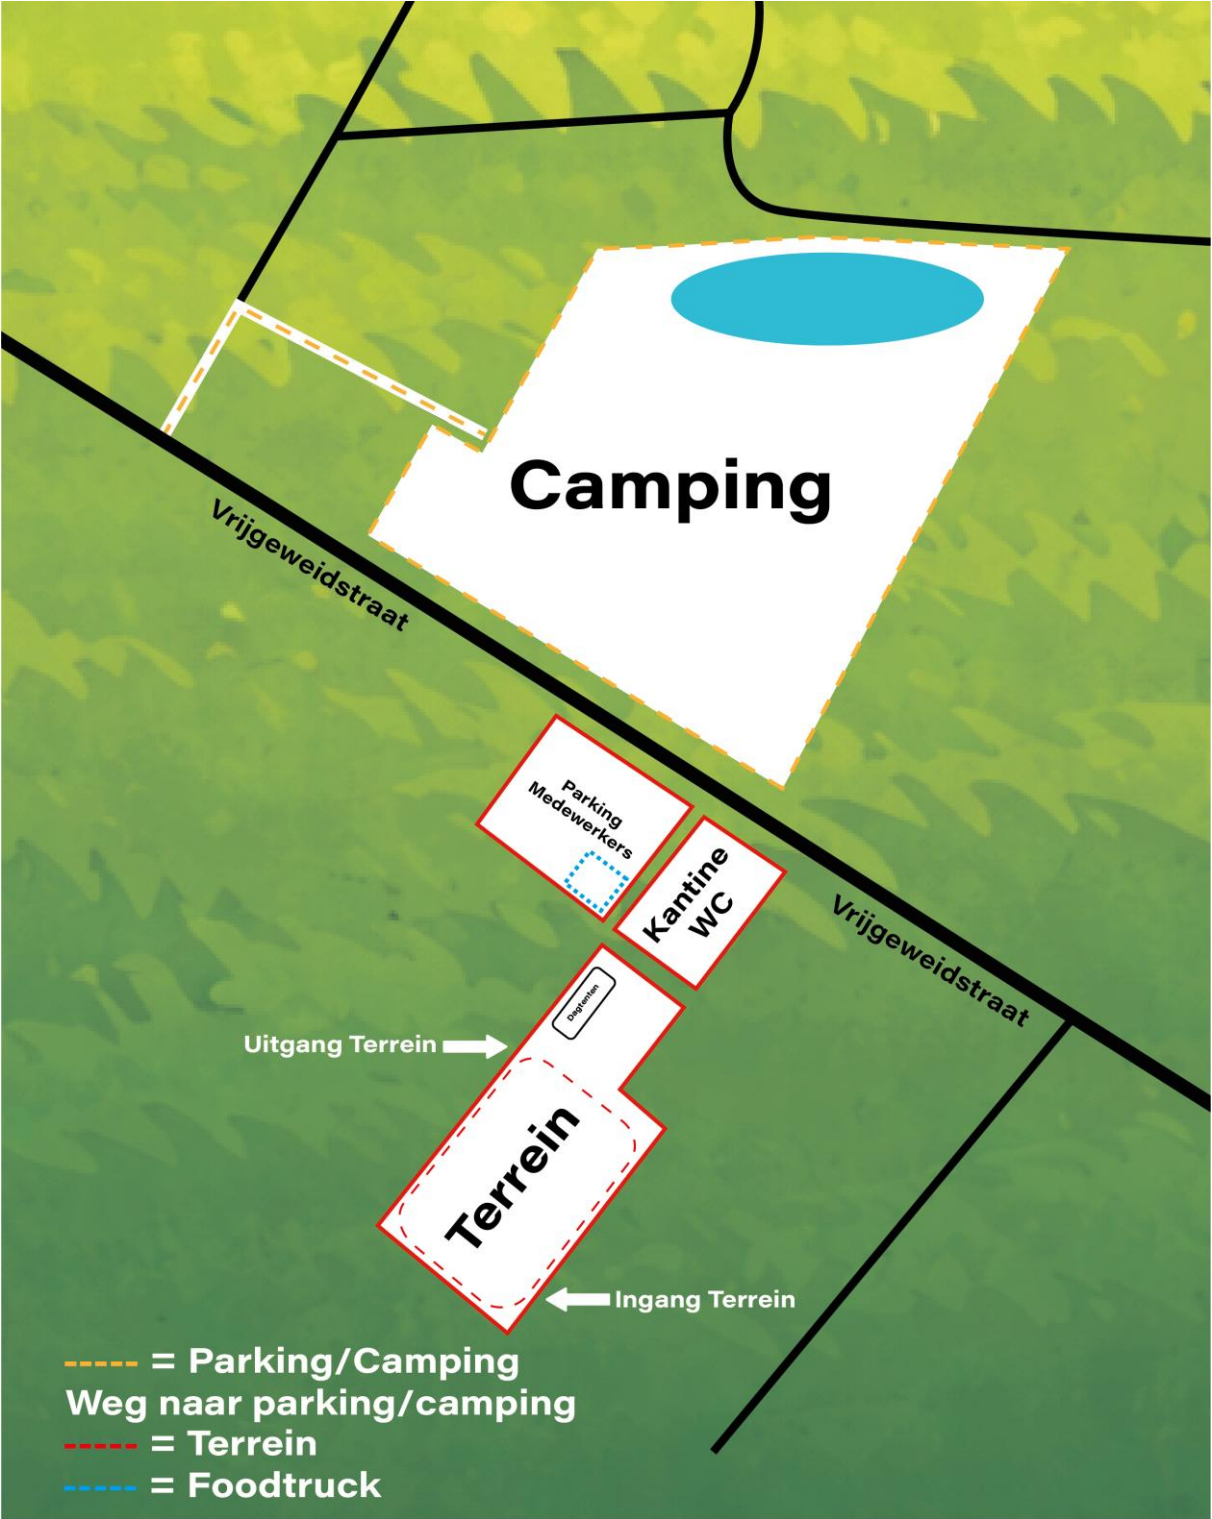 Camping
Vrijgeweidstraat
Parking
Medewerkers
Kantine
WC
Vrijgeweidstraat
Dagtenten
Uitgang Terrein
Terrein
Ingang Terrein
= Parking/Camping
Weg naar parking/camping
= Terrein
= Foodtruck